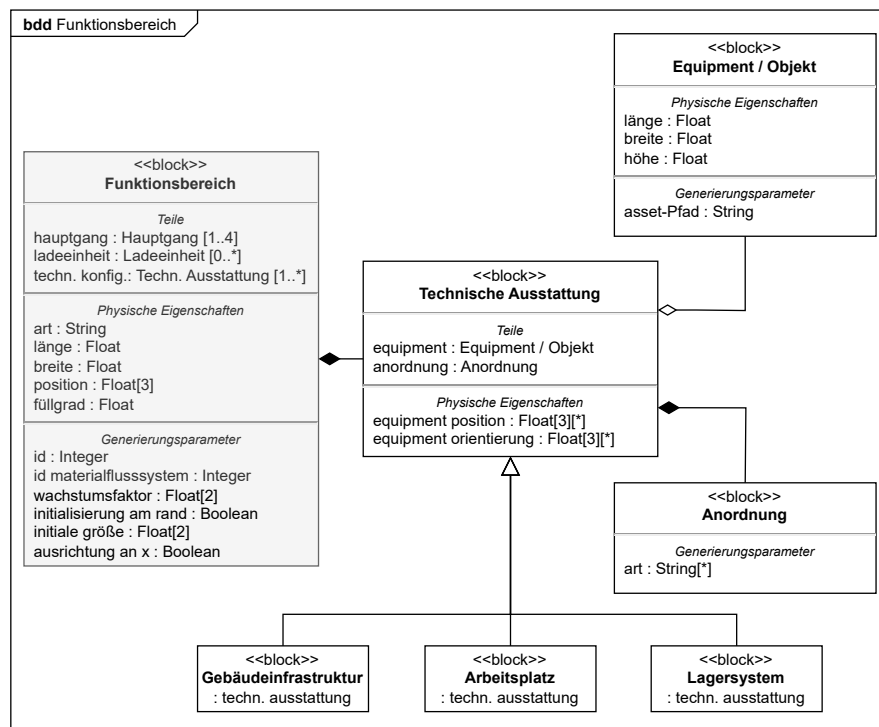 bdd Funktionsbereich
<<block>>
Equipment / Objekt
Physische Eigenschaften
länge : Float
breite : Float
höhe : Float
Generierungsparameter
asset-Pfad : String
<<block>>
Funktionsbereich
Teile
hauptgang : Hauptgang [1..4]
ladeeinheit : Ladeeinheit [0..*]
techn. konfig.: Techn. Ausstattung [1..*]
Physische Eigenschaften
art : String
länge : Float
breite : Float
position : Float[3]
füllgrad : Float
Generierungsparameter
id : Integer
id materialflusssystem : Integer
wachstumsfaktor : Float[2]
initialisierung am rand : Boolean
initiale größe : Float[2]
ausrichtung an x : Boolean
<<block>>
Technische Ausstattung
Teile
equipment : Equipment / Objekt
anordnung : Anordnung
Physische Eigenschaften
equipment position : Float[3][*]
equipment orientierung : Float[3][*]
<<block>>
Anordnung
Generierungsparameter
art : String[*]
<<block>>
Gebäudeinfrastruktur
: techn. ausstattung
<<block>>
Arbeitsplatz
: techn. ausstattung
<<block>>
Lagersystem
: techn. ausstattung